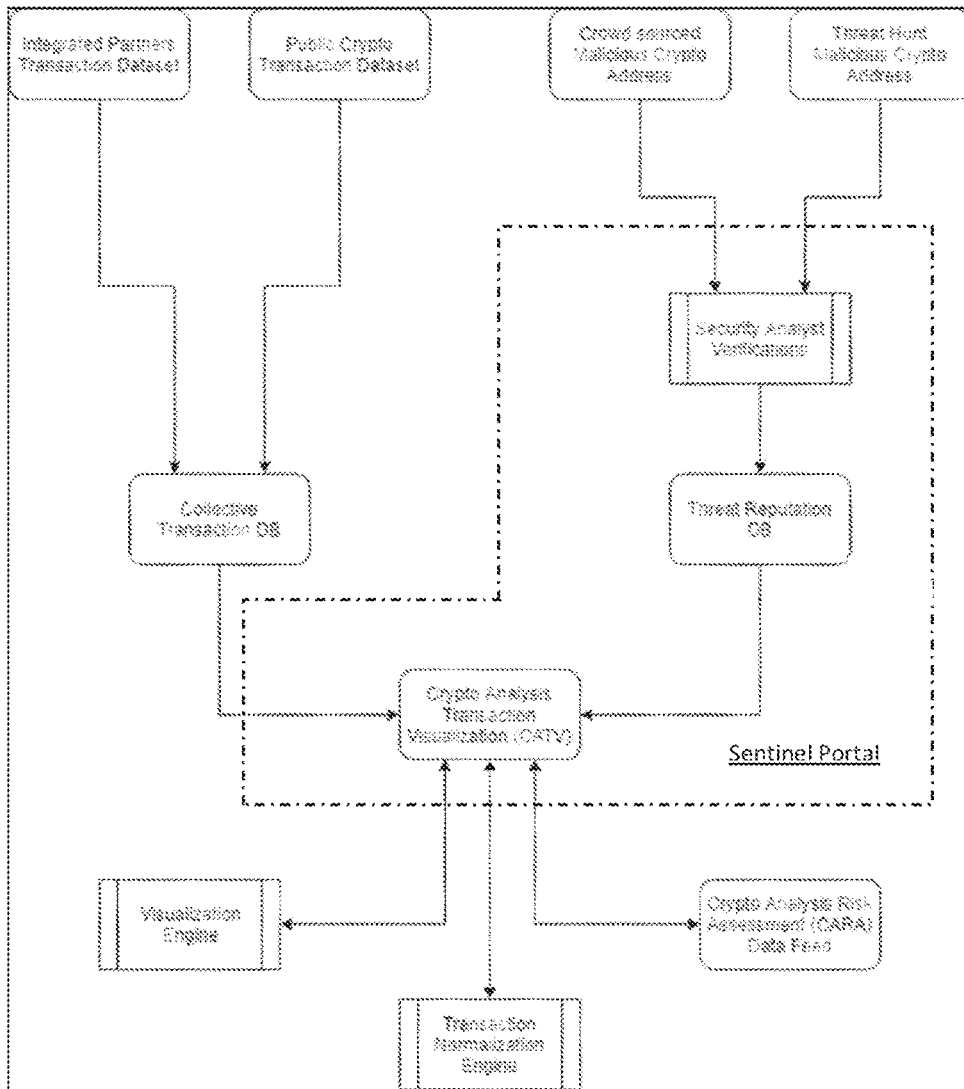 Integrated Partners
Transaction Dataset
Public Crypto
Transaction Dataset
Crowd sourced
Malicious Crypto
Address
Threat Hunt
Malicious Crypto
Address
Security Analyst
Verifications
Collective
Transaction DB
Threat Reputation
DB
Crypto Analysis
Transaction
Visualization (CATV)
Sentinel Portal
Visualization
Engine
Crypto Analysis Risk
Assessment (CARA)
Data Feed
Transaction
Normalization
Engine